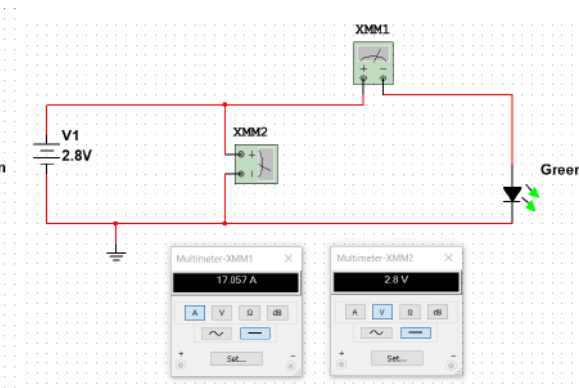 XMM1
V1
2.8V
XMM2
+
+ -
n
Green
Multimeter-XMM1
17.057 A
A V Ω dB
Set...
+ -
Multimeter-XMM2
2.8 V
A V Ω dB
Set...
+ -